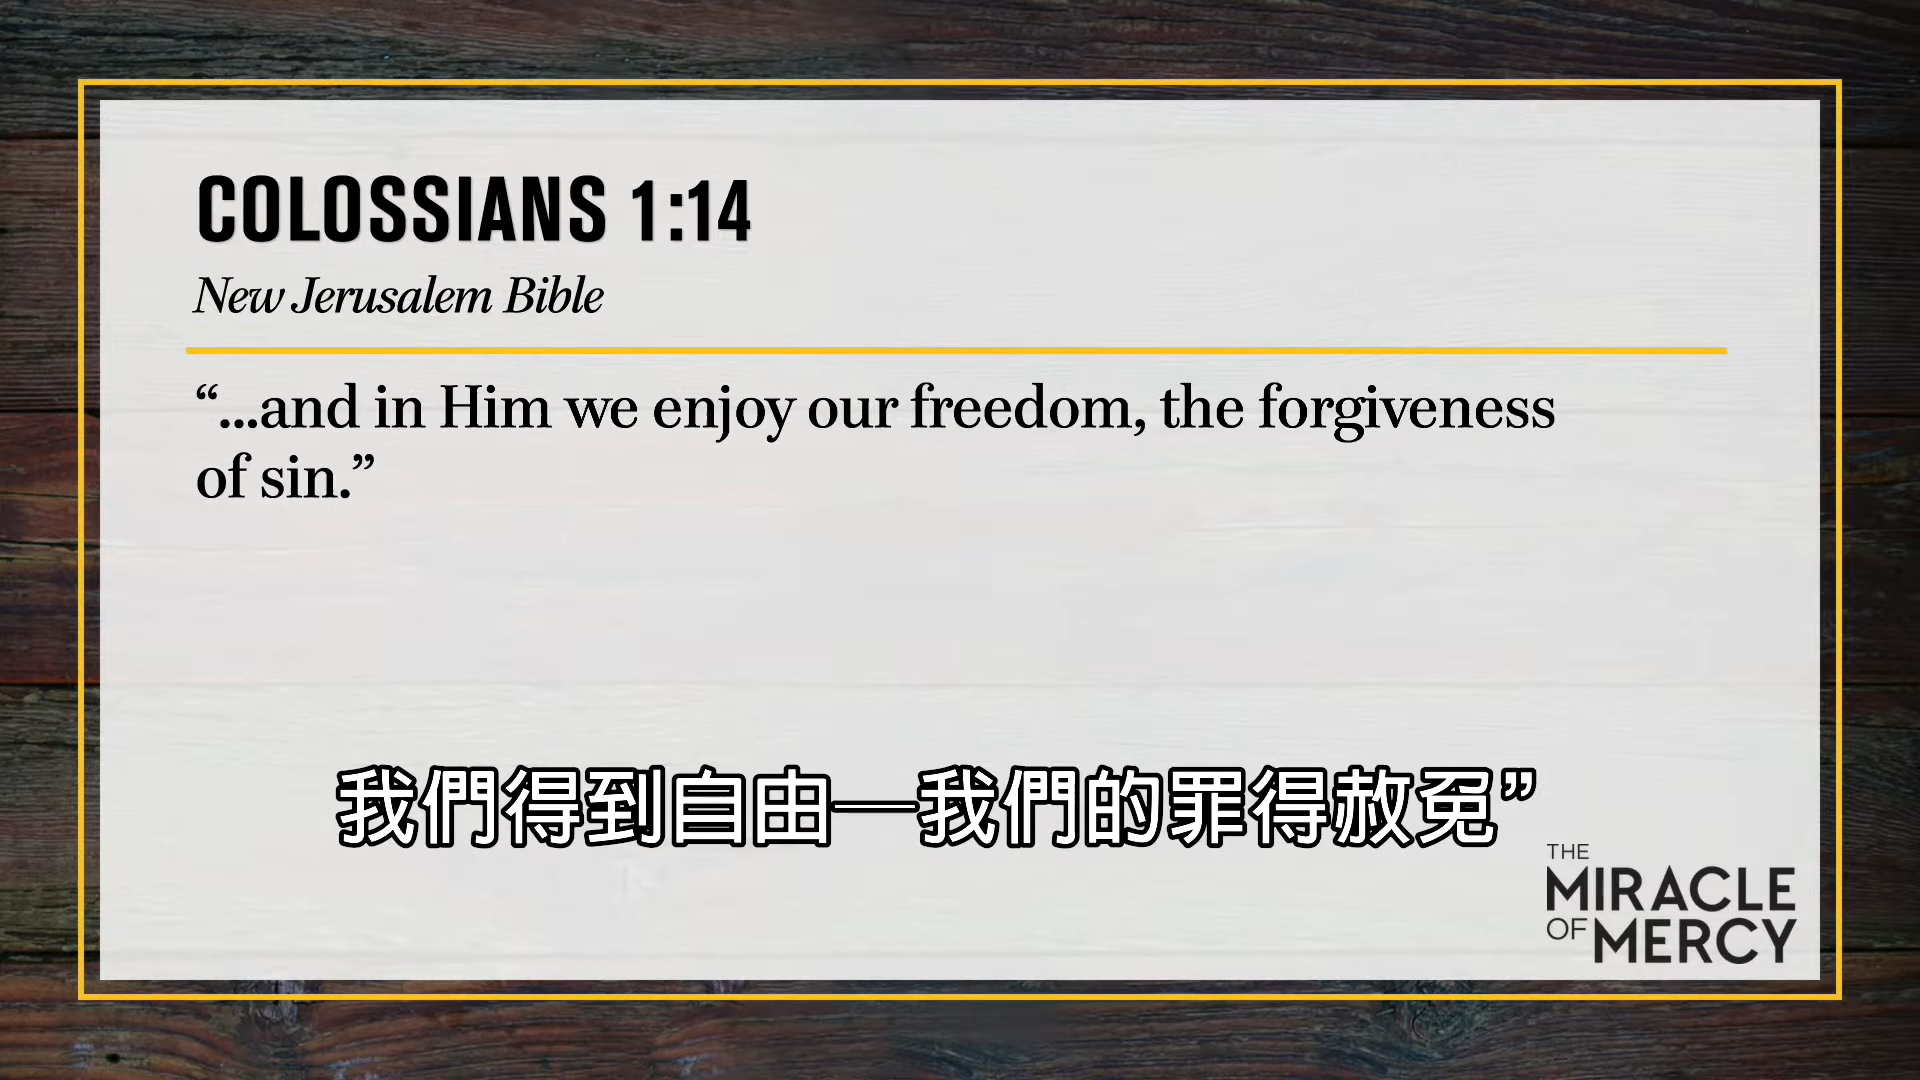 COLOSSIANS 1:14
New Jerusalem Bible
“...and in Him we enjoy our freedom, the forgiveness
of sin.”
我們得到自由—我們的罪得赦免”
THE
MIRACLE
OF MERCY